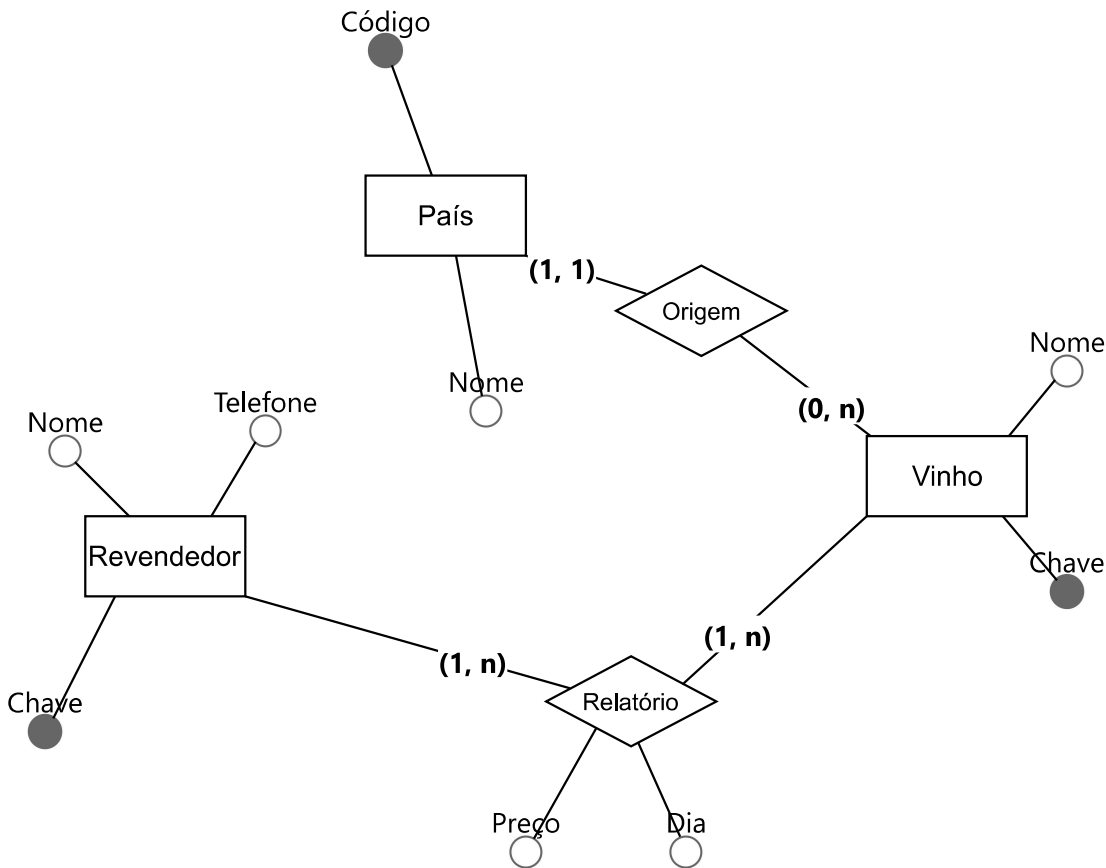 Código
País
(1, 1)
Origem
Nome
Nome
(0, n)
Telefone
Nome
Vinho
Revendedor
Chave
(1, n)
(1, n)
Relatório
Chave
Preço
Dia